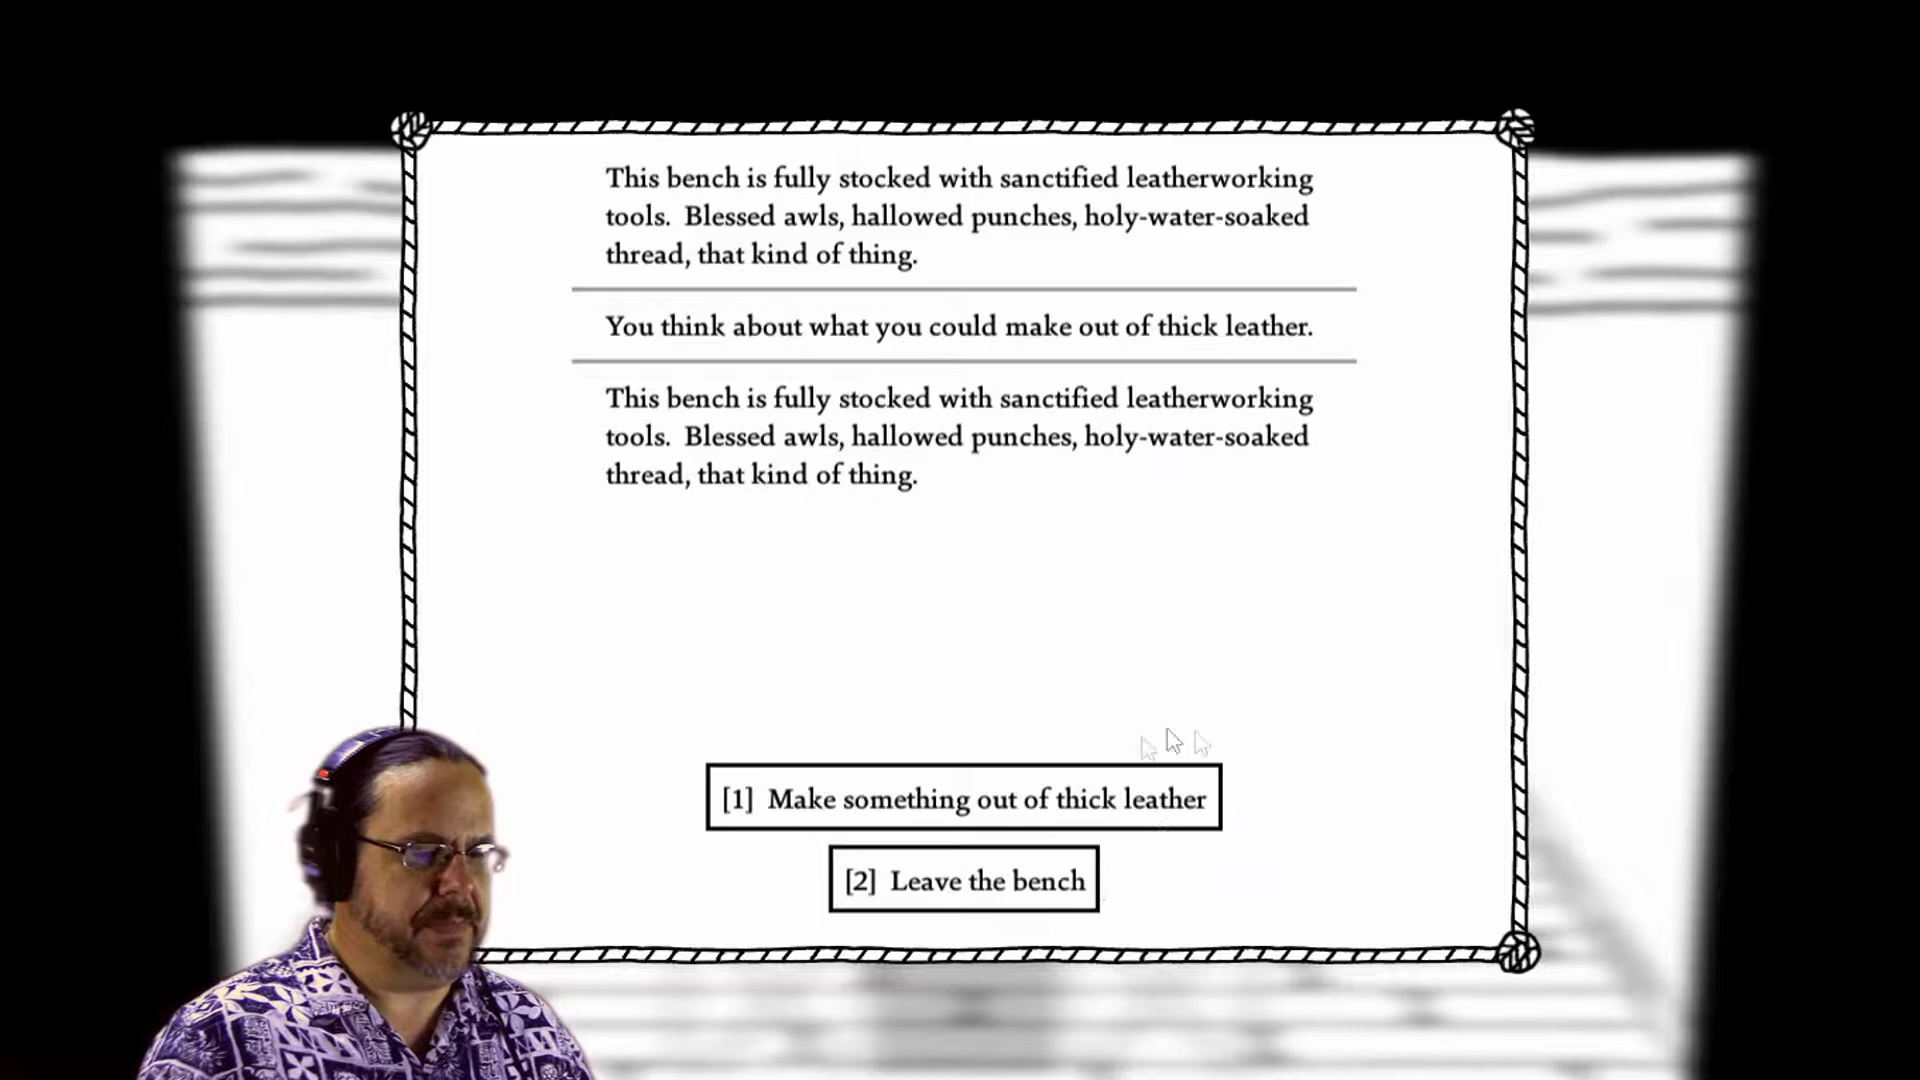 This bench is fully stocked with sanctified leatherworking
tools.  Blessed awls, hallowed punches, holy-water-soaked
thread, that kind of thing.
You think about what you could make out of thick leather.
This bench is fully stocked with sanctified leatherworking
tools.  Blessed awls, hallowed punches, holy-water-soaked
thread, that kind of thing.
[1]  Make something out of thick leather
[2]  Leave the bench